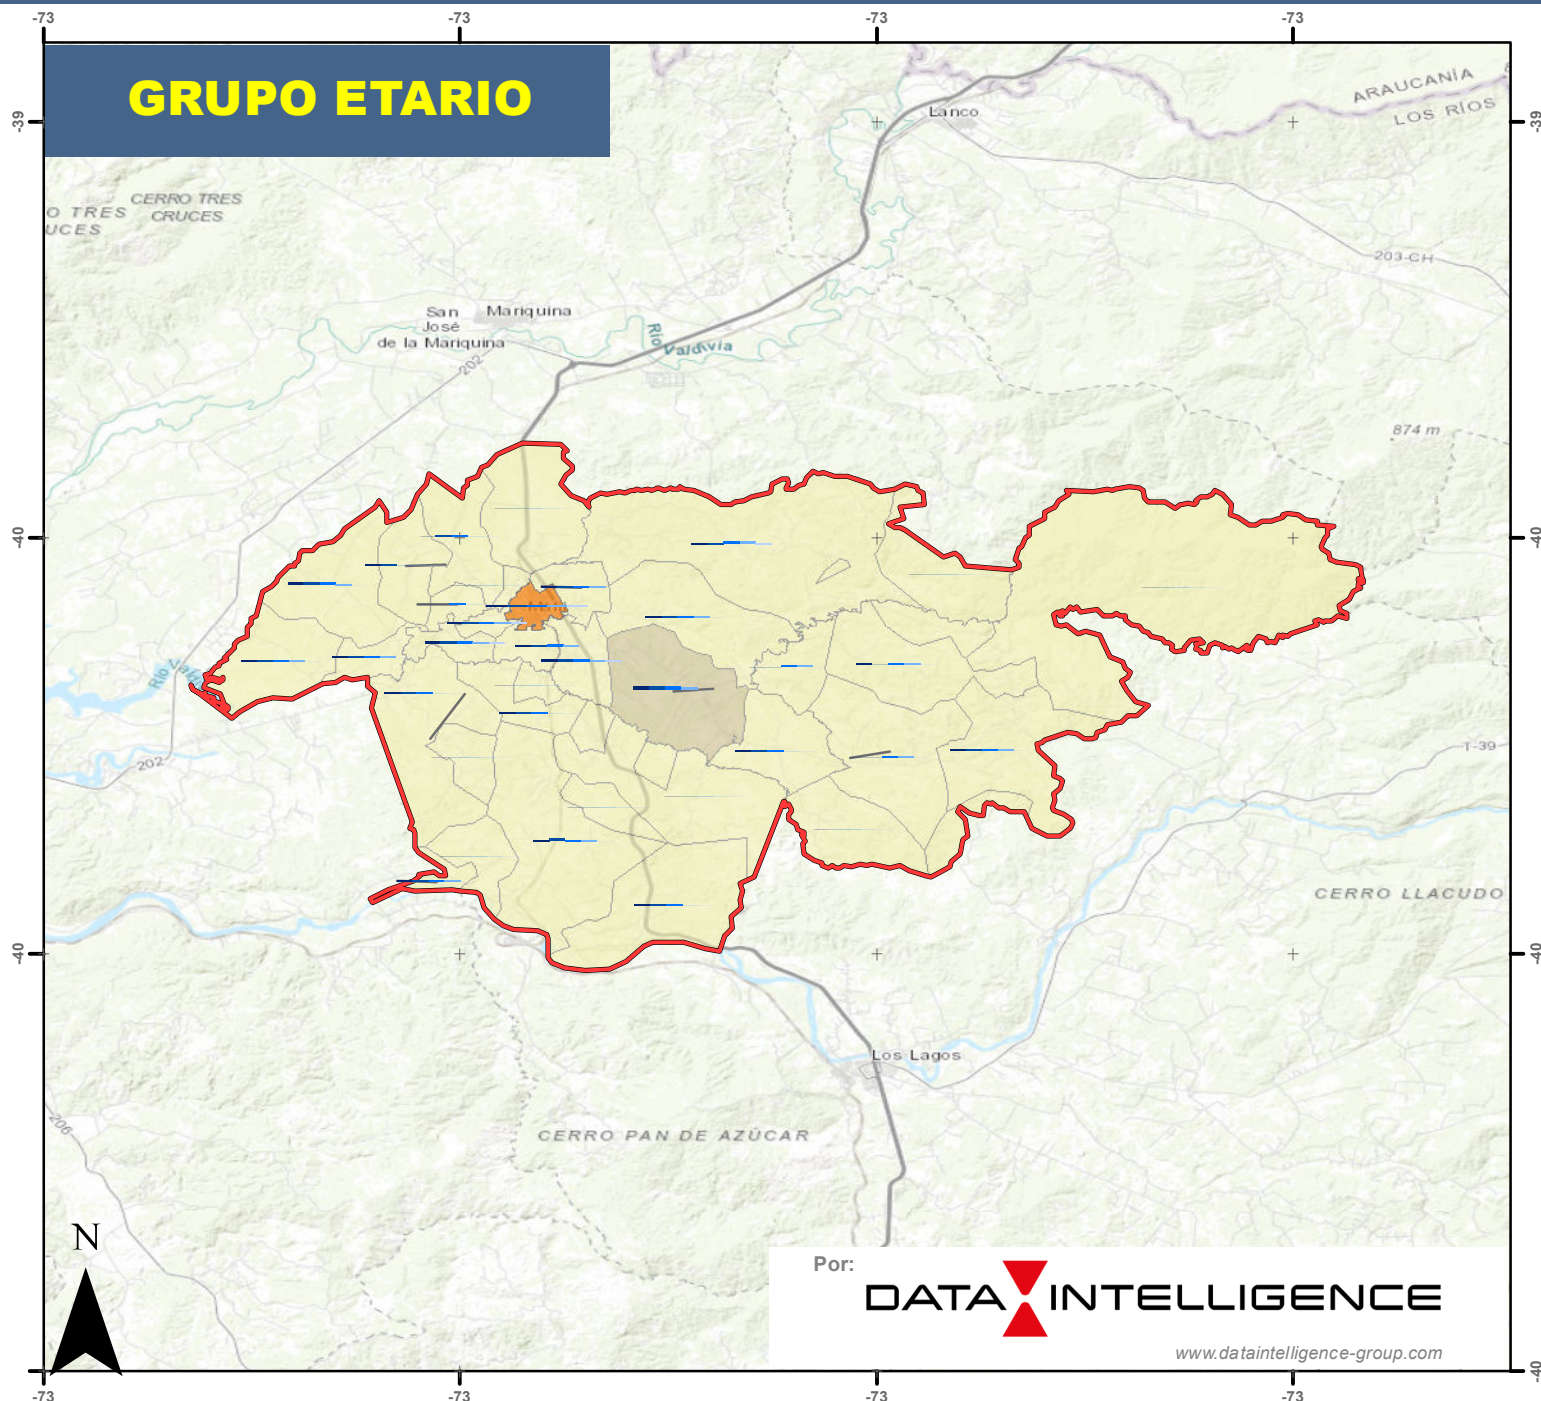 -73
-73
-73
-73
GRUPO ETARIO
ARAUCANÍA
LOS RÍOS
Lanco
-39
-39
CERRO TRES
CRUCES
O TRES
UCES
203-CH
San
José
de la Mariquina
Mariquina
Río Valdivia
202
874 m
-40
-40
Río
202
T-39
CERRO LLACUDO
-40
-40
Los Lagos
CERRO PAN DE AZÚCAR
206
N
Por:
DATA INTELLIGENCE
www.dataintelligence-group.com
-40
-40
-73
-73
-73
-73